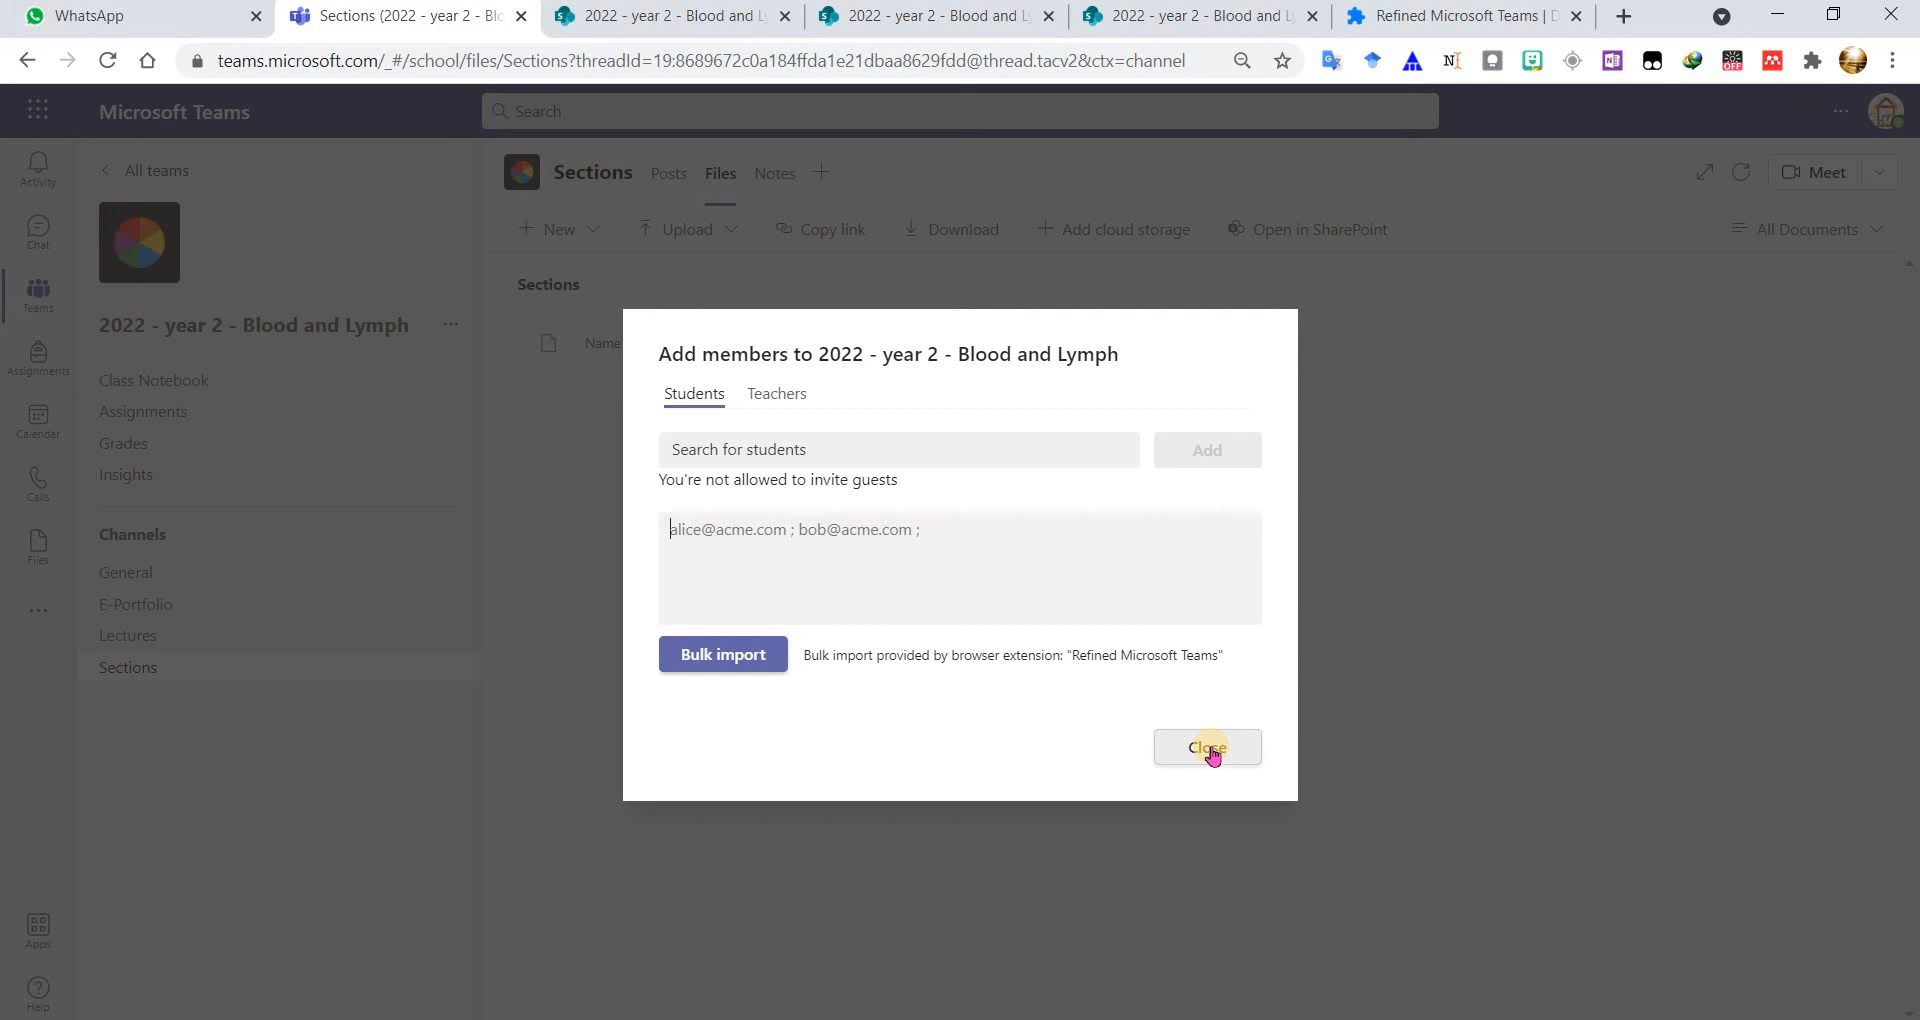 WhatsApp
Sections (2022 - year 2 - Blo
2022 - year 2 - Blood and L
2022 - year 2 - Blood and L
2022 - year 2 - Blood and L
Refined Microsoft Teams | D
teams.microsoft.com/_#/school/files/Sections?threadId=19:8689672c0a184ffda1e21dbaa8629fdd@thread.tacv2&ctx=channel
OFF
Microsoft Teams
Search
Activity
Chat
Teams
Assignments
Calendar
Calls
Files
Apps
Help
All teams
2022 - year 2 - Blood and Lymph
Class Notebook
Assignments
Grades
Insights
Channels
General
E-Portfolio
Lectures
Sections
Sections Posts Files Notes
Meet
New Upload Copy link Download Add cloud storage Open in SharePoint All Documents
Sections
Name
Add members to 2022 - year 2 - Blood and Lymph
Students Teachers
Search for students
Add
You're not allowed to invite guests
alice@acme.com ; bob@acme.com ;
Bulk import
Bulk import provided by browser extension: "Refined Microsoft Teams"
Close